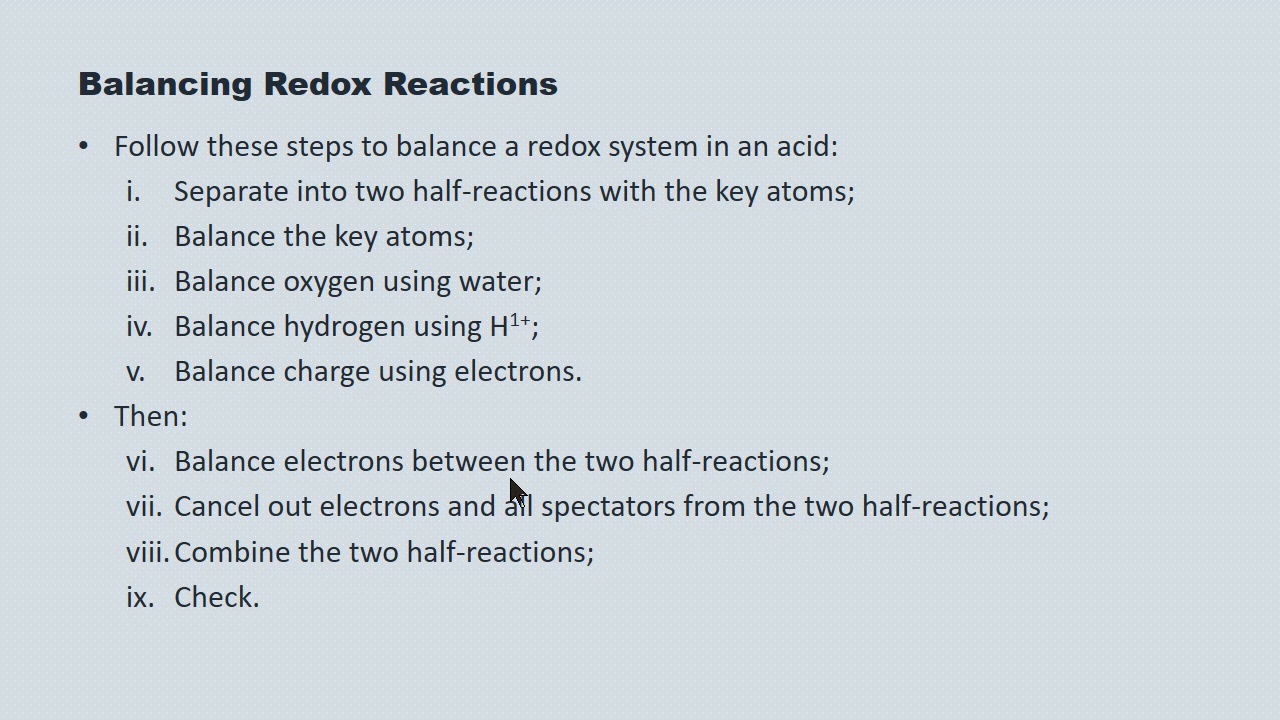 Balancing Redox Reactions
• Follow these steps to balance a redox system in an acid:
i. Separate into two half-reactions with the key atoms;
ii. Balance the key atoms;
iii. Balance oxygen using water;
iv. Balance hydrogen using H¹⁺;
v. Balance charge using electrons.
• Then:
vi. Balance electrons between the two half-reactions;
vii. Cancel out electrons and all spectators from the two half-reactions;
viii. Combine the two half-reactions;
ix. Check.